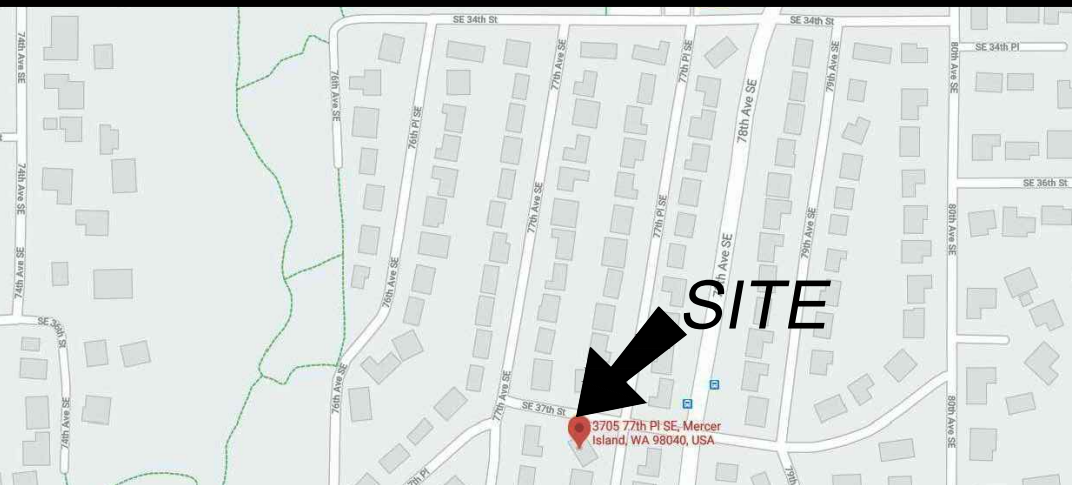 SE 34th St
SE 34th St
74th Ave SE
76th Ave SE
77th Ave SE
77th Pl SE
79th Ave SE
80th Ave SE
SE 34th Pl
76th Pl SE
78th Ave SE
74th Ave SE
SE 36th St
77th Ave SE
77th Pl SE
79th Ave SE
80th Ave SE
74th Ave SE
76th Ave SE
Ave SE
SITE
SE 36th St
76th Ave SE
77th Ave SE
SE 37th St
74th Ave SE
80th Ave SE
3705 77th Pl SE, Mercer
Island, WA 98040, USA
79th